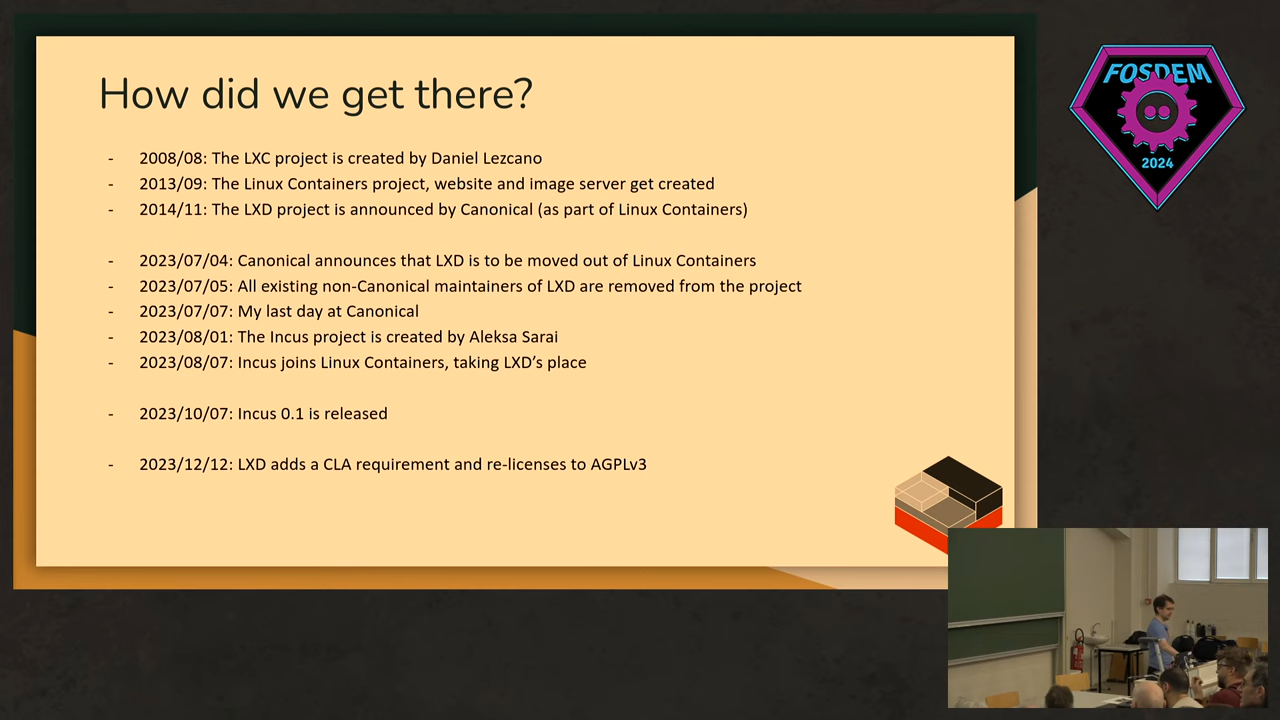 How did we get there?
- 2008/08: The LXC project is created by Daniel Lezcano
- 2013/09: The Linux Containers project, website and image server get created
- 2014/11: The LXD project is announced by Canonical (as part of Linux Containers)
- 2023/07/04: Canonical announces that LXD is to be moved out of Linux Containers
- 2023/07/05: All existing non-Canonical maintainers of LXD are removed from the project
- 2023/07/07: My last day at Canonical
- 2023/08/01: The Incus project is created by Aleksa Sarai
- 2023/08/07: Incus joins Linux Containers, taking LXD’s place
- 2023/10/07: Incus 0.1 is released
- 2023/12/12: LXD adds a CLA requirement and re-licenses to AGPLv3
FOSDEM
2024